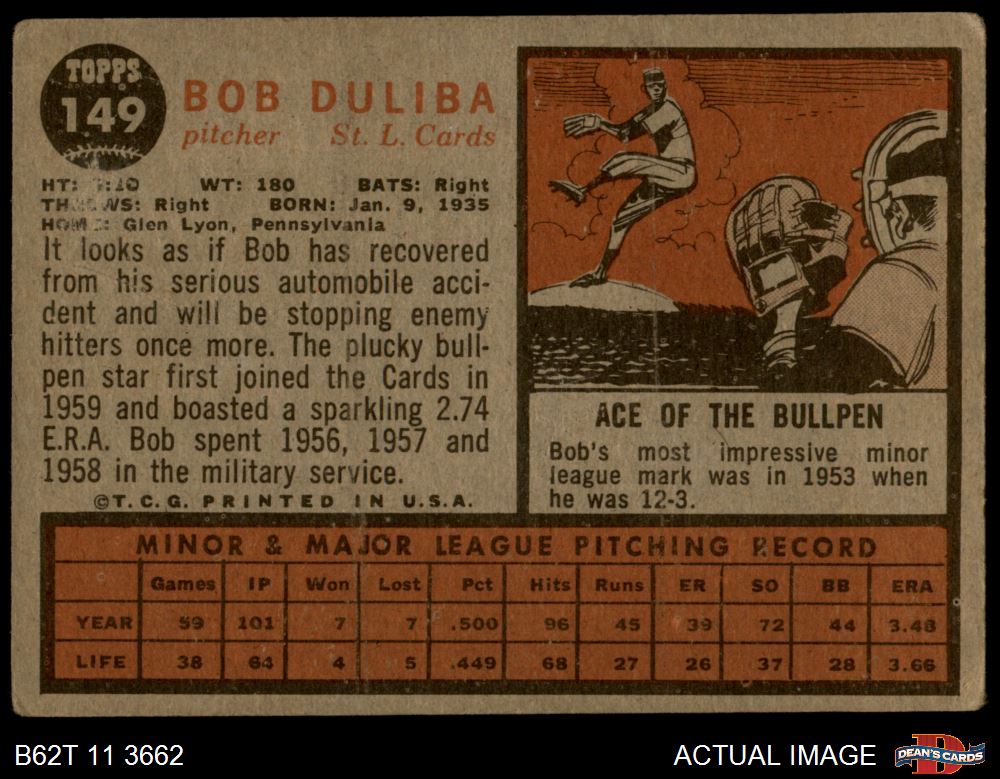 TOPPS
149
BOB DULIBA
pitcher St. L. Cards
HT: :10 WT: 180 BATS: Right
THROWS: Right BORN: Jan. 9, 1935
HOME: Glen Lyon, Pennsylvania
It looks as if Bob has recovered
from his serious automobile acci-
dent and will be stopping enemy
hitters once more. The plucky bull-
pen star first joined the Cards in
1959 and boasted a sparkling 2.74
E.R.A. Bob spent 1956, 1957 and
1958 in the military service.
©T.C.G. PRINTED IN U.S.A.
ACE OF THE BULLPEN
Bob's most impressive minor
league mark was in 1953 when
he was 12-3.
MINOR & MAJOR LEAGUE PITCHING RECORD
Games IP Won Lost Pct Hits Runs ER SO BB ERA
YEAR 59 101 7 7 .500 96 45 39 72 44 3.48
LIFE 38 64 4 5 .449 68 27 26 37 28 3.66
B62T 11 3662
ACTUAL IMAGE
DEAN'S CARDS